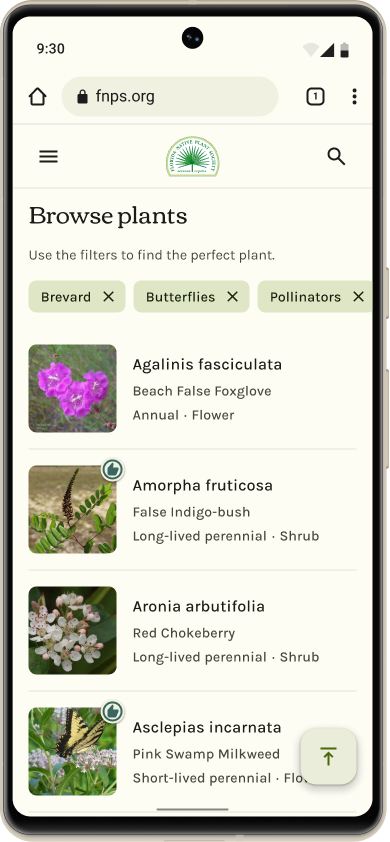 9:30
fnps.org
1
FLORIDA NATIVE PLANT SOCIETY
Browse plants
Use the filters to find the perfect plant.
Brevard
Butterflies
Pollinators
Agalinis fasciculata
Beach False Foxglove
Annual · Flower
Amorpha fruticosa
False Indigo-bush
Long-lived perennial · Shrub
Aronia arbutifolia
Red Chokeberry
Long-lived perennial · Shrub
Asclepias incarnata
Pink Swamp Milkweed
Short-lived perennial ·